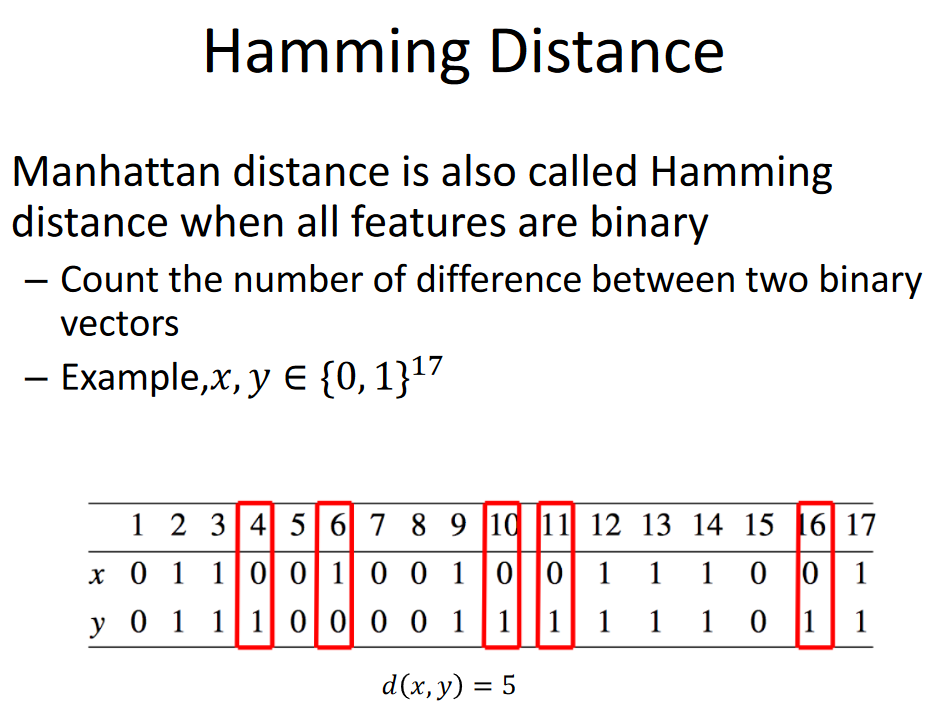 Hamming Distance
Manhattan distance is also called Hamming
distance when all features are binary
– Count the number of difference between two binary
vectors
– Example,x, y ∈ {0, 1}¹⁷
1 2 3 4 5 6 7 8 9 10 11 12 13 14 15 16 17
x 0 1 1 0 0 1 0 0 1 0 0 1 1 1 0 0 1
y 0 1 1 1 0 0 0 0 1 1 1 1 1 1 0 1 1
d(x, y) = 5